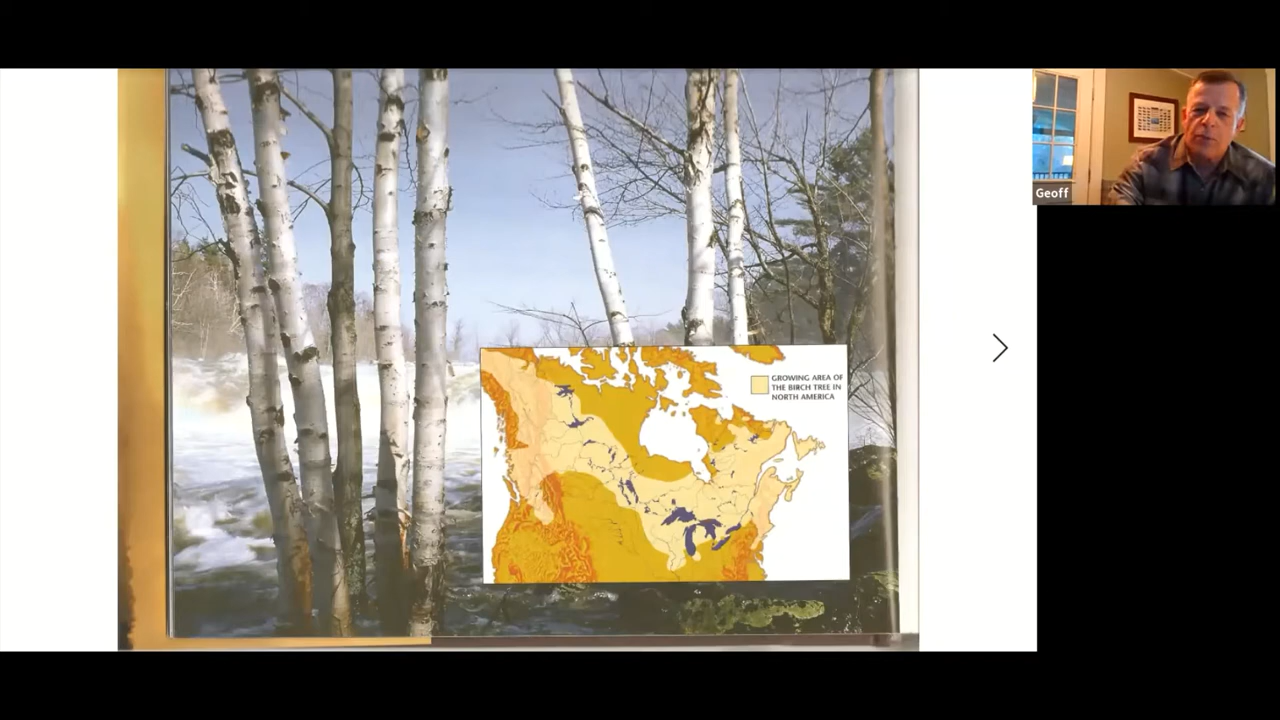 Geoff
GROWING AREA OF
THE BIRCH TREE IN
NORTH AMERICA